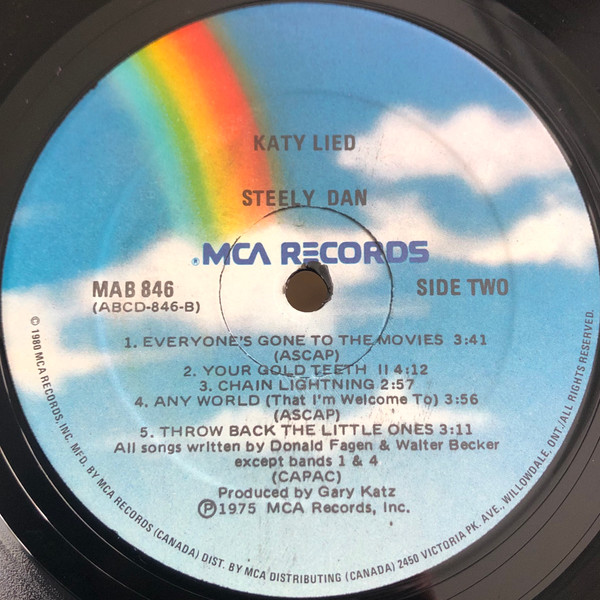 KATY LIED
STEELY DAN
®MCA RECORDS
MAB 846
(ABCD-846-B)
SIDE TWO
1. EVERYONE'S GONE TO THE MOVIES 3:41
(ASCAP)
2. YOUR GOLD TEETH II 4:12
3. CHAIN LIGHTNING 2:57
4. ANY WORLD (That I'm Welcome To) 3:56
(ASCAP)
5. THROW BACK THE LITTLE ONES 3:11
All songs written by Donald Fagen & Walter Becker
except bands 1 & 4
(CAPAC)
Produced by Gary Katz
Ⓟ1975 MCA Records, Inc.
© 1980 MCA RECORDS, INC. MFD. BY MCA RECORDS (CANADA) DIST. BY MCA DISTRIBUTING (CANADA) 2450 VICTORIA PK. AVE., WILLOWDALE, ONT./ALL RIGHTS RESERVED.